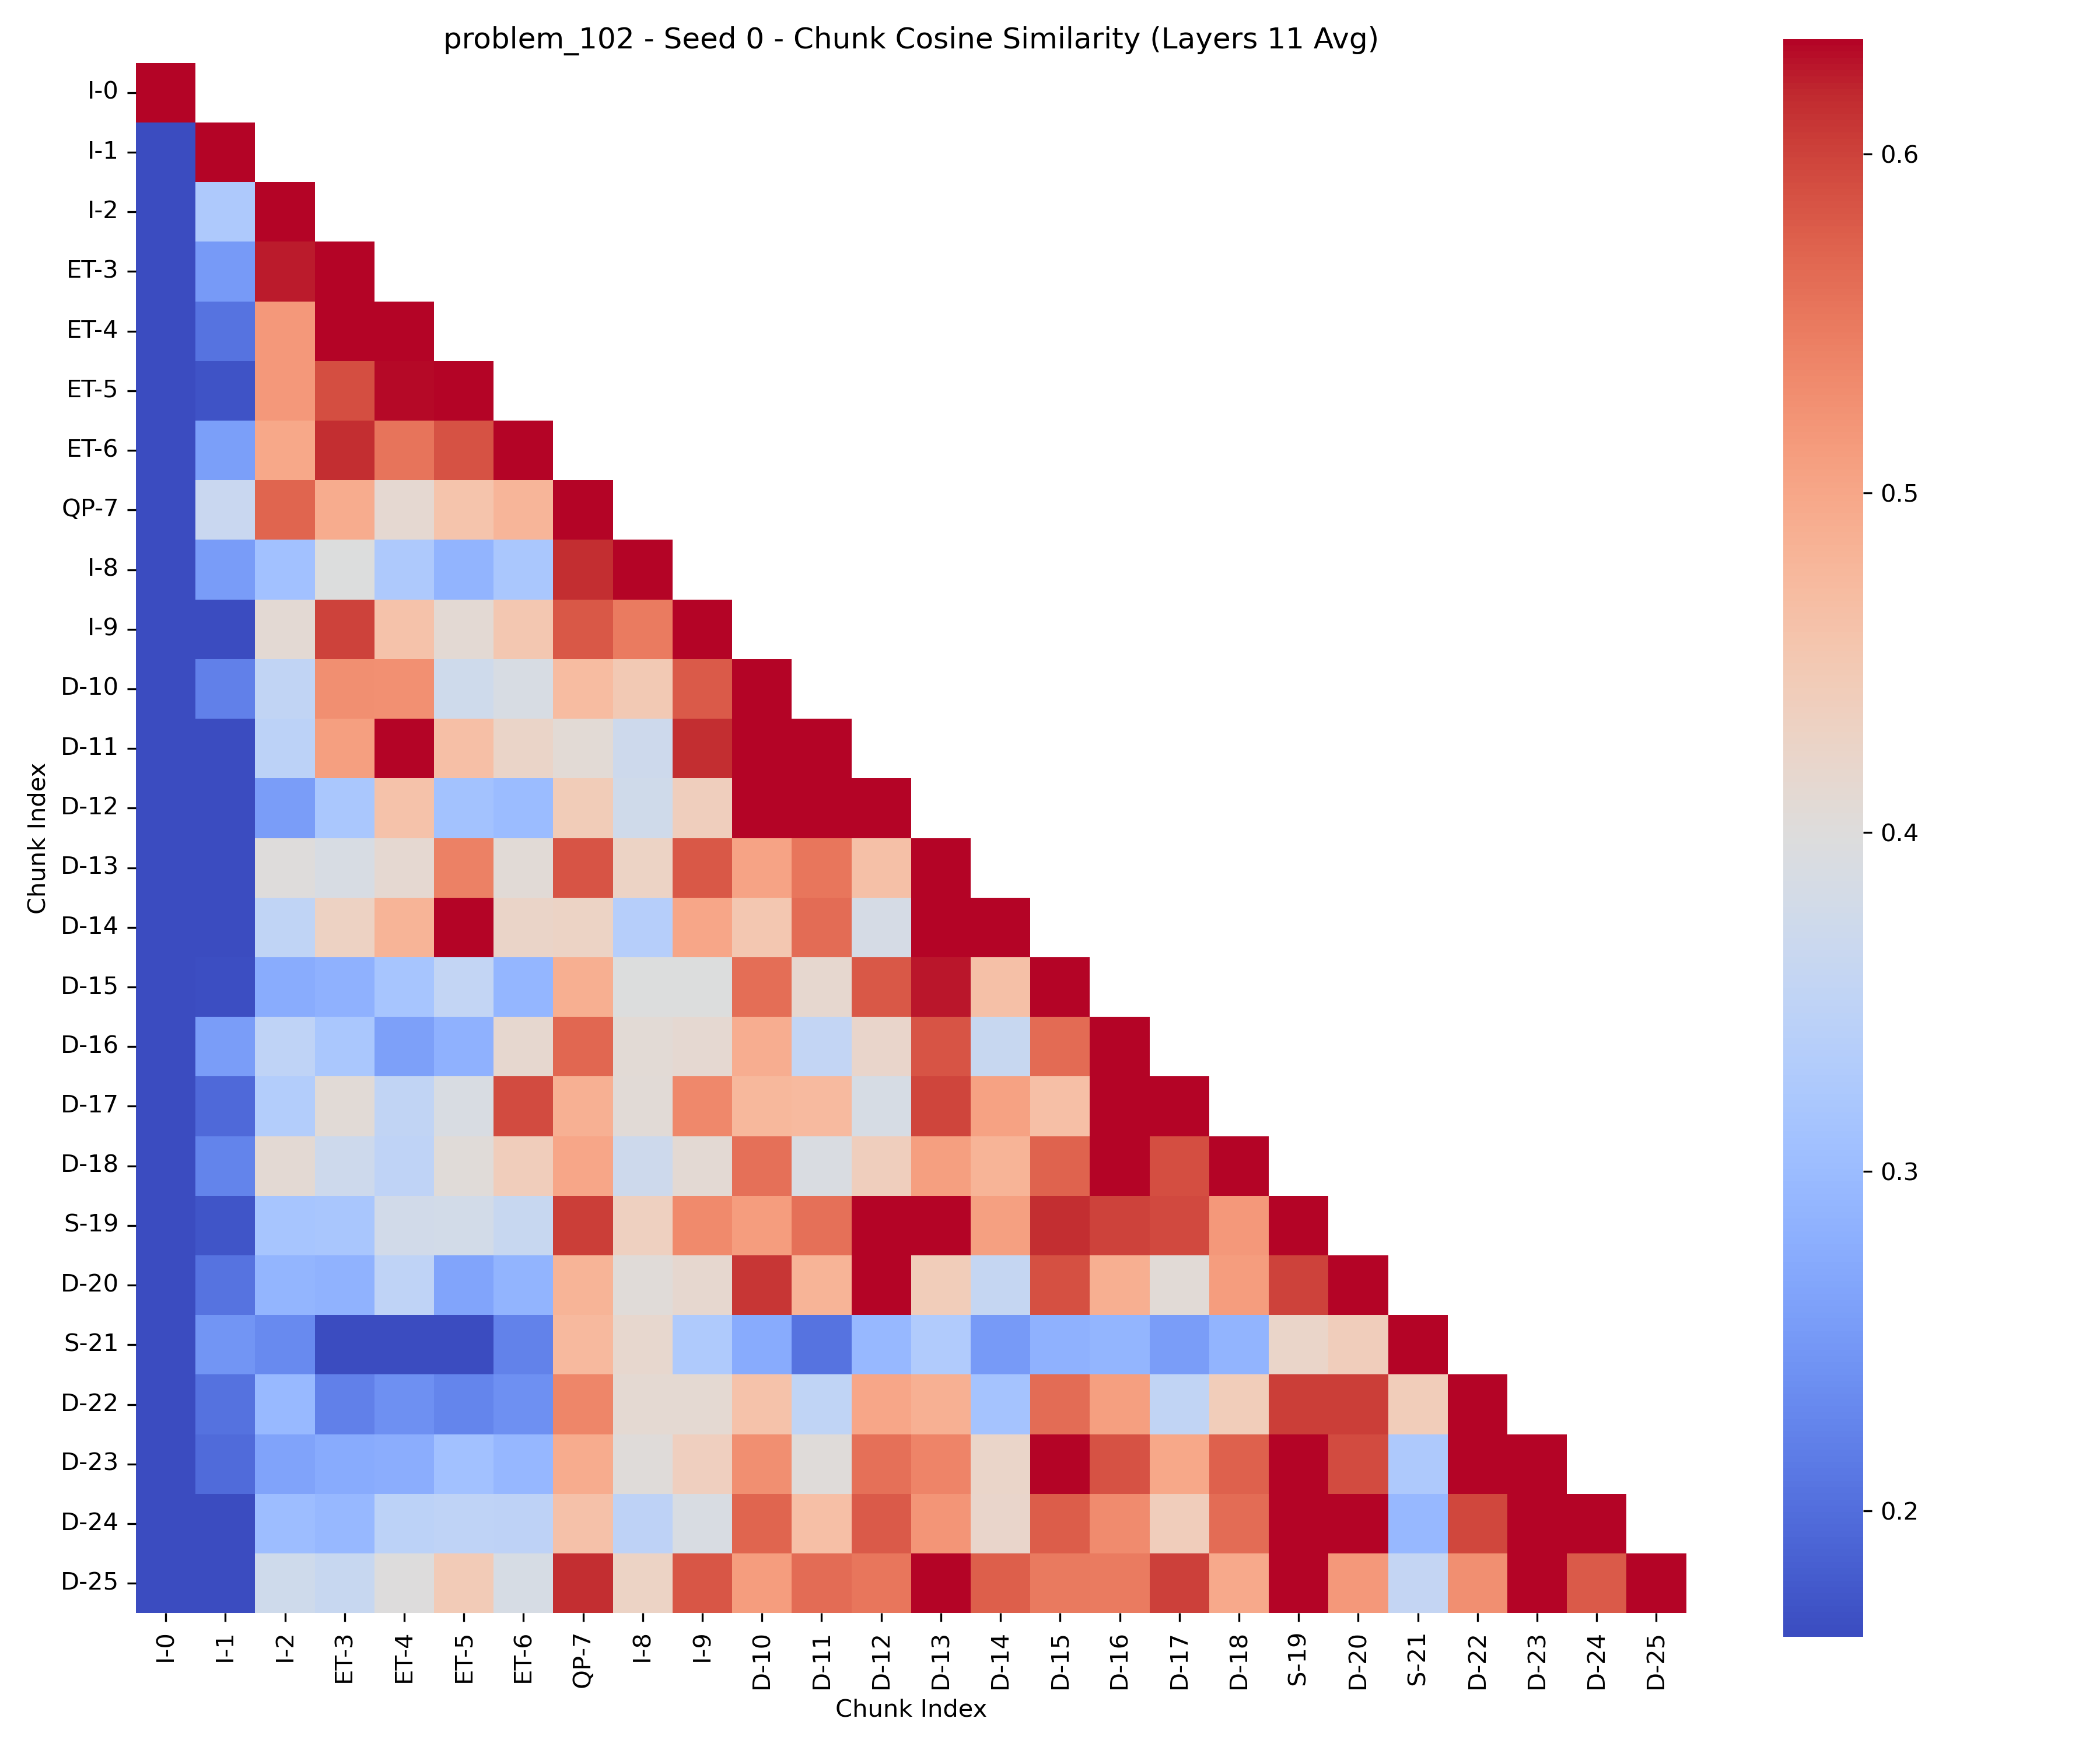 problem_102 - Seed 0 - Chunk Cosine Similarity (Layers 11 Avg)
Chunk Index
I-0
I-1
I-2
ET-3
ET-4
ET-5
ET-6
QP-7
I-8
I-9
D-10
D-11
D-12
D-13
D-14
D-15
D-16
D-17
D-18
S-19
D-20
S-21
D-22
D-23
D-24
D-25
I-0 I-1 I-2 ET-3 ET-4 ET-5 ET-6 QP-7 I-8 I-9 D-10 D-11 D-12 D-13 D-14 D-15 D-16 D-17 D-18 S-19 D-20 S-21 D-22 D-23 D-24 D-25
Chunk Index
0.6
0.5
0.4
0.3
0.2